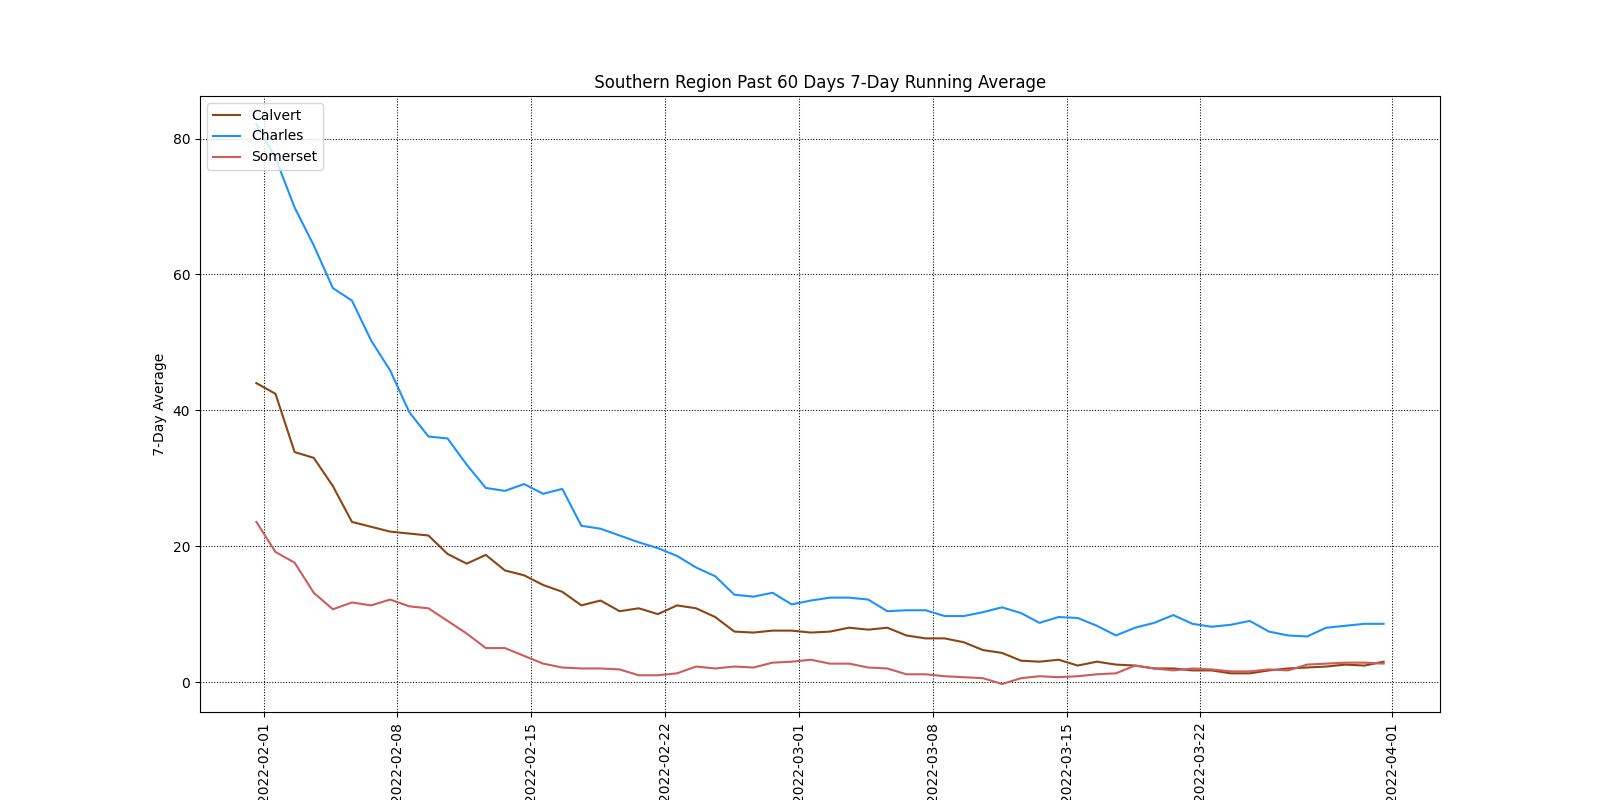 Southern Region Past 60 Days 7-Day Running Average
Calvert
Charles
Somerset
80
60
40
20
0
7-Day Average
2022-02-01
2022-02-08
2022-02-15
2022-02-22
2022-03-01
2022-03-08
2022-03-15
2022-03-22
2022-04-01